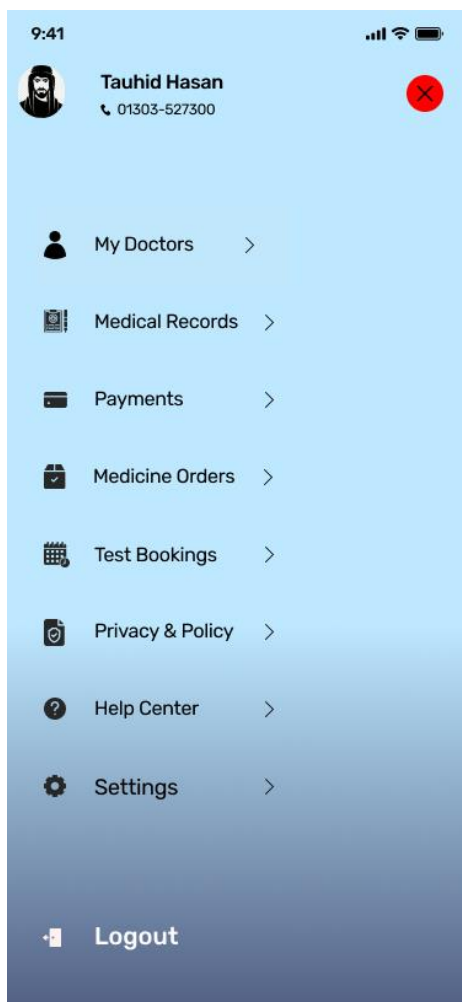 9:41
Tauhid Hasan
01303-527300
My Doctors
Medical Records
Payments
Medicine Orders
Test Bookings
Privacy & Policy
Help Center
Settings
Logout